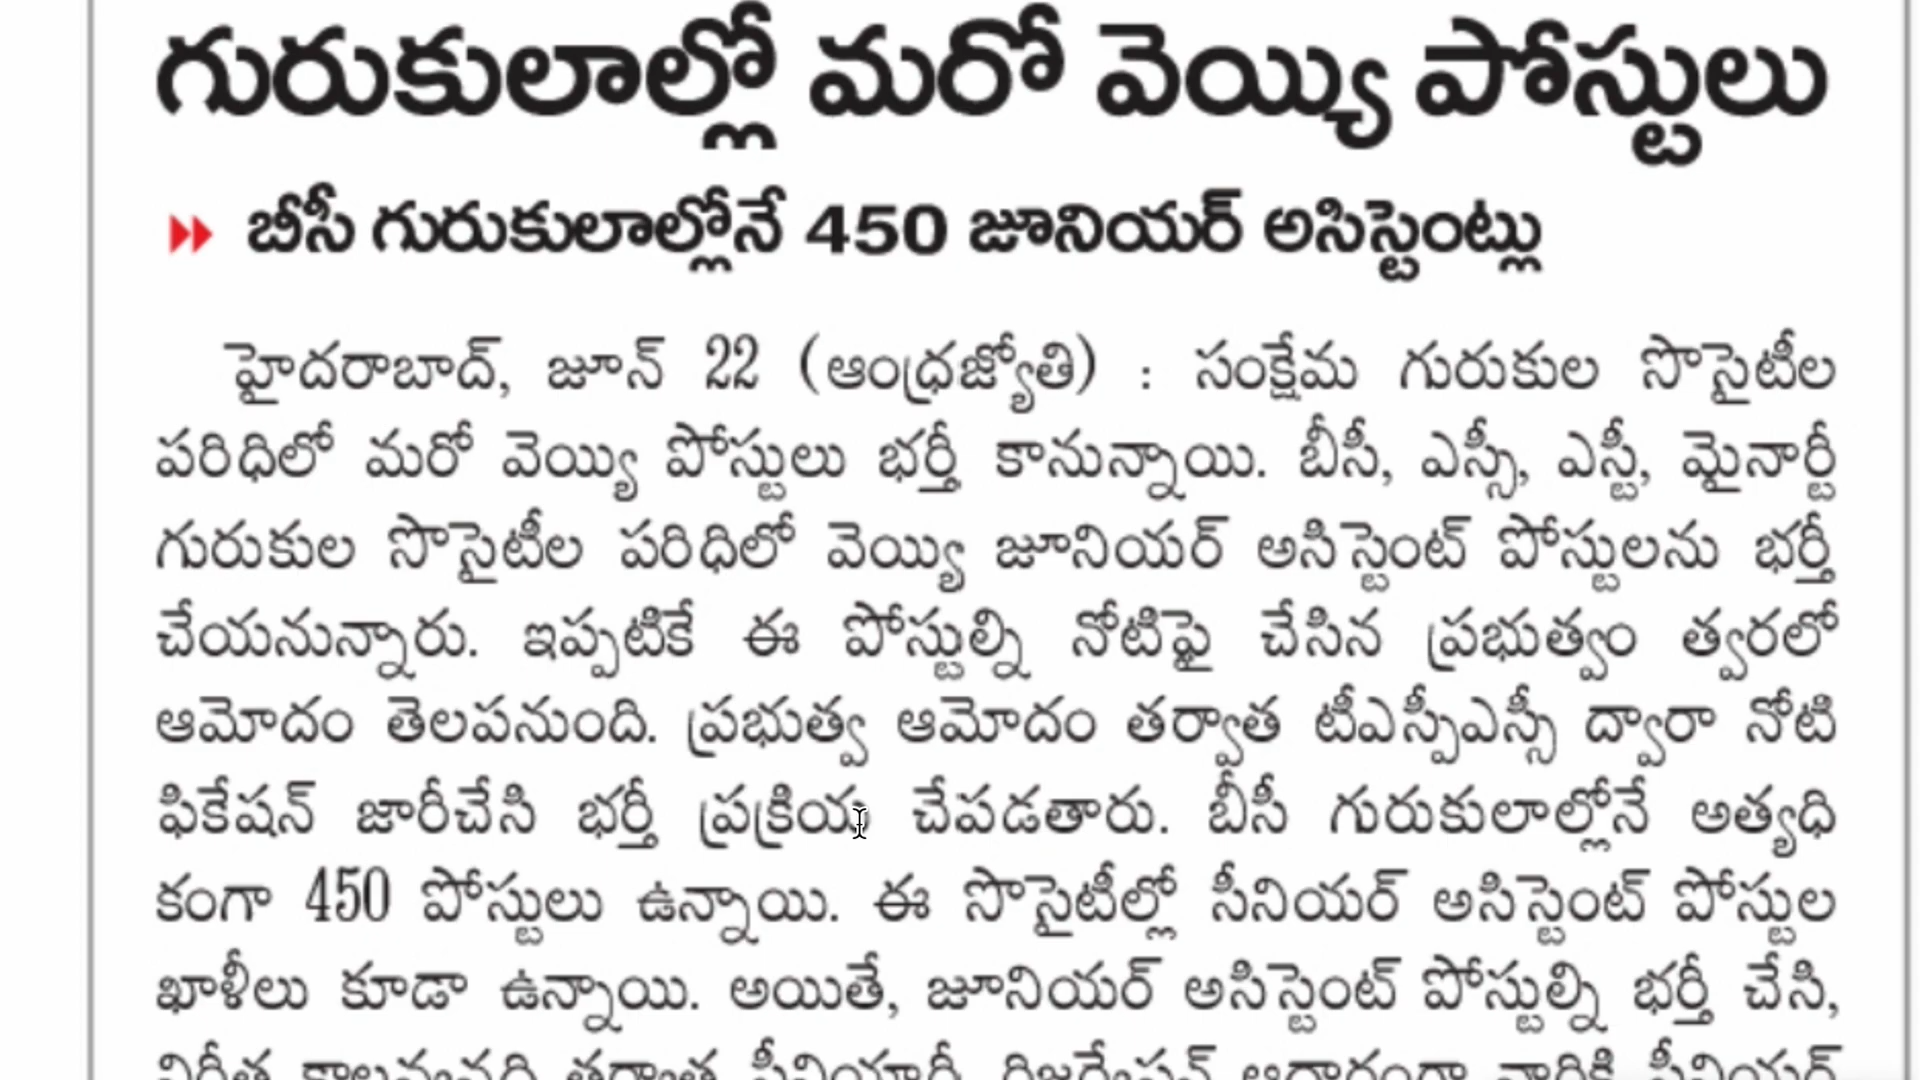 గురుకులాల్లో మరో వెయ్యి పోస్టులు
బీసీ గురుకులాల్లోనే 450 జూనియర్ అసిస్టెంట్లు
హైదరాబాద్, జూన్ 22 (ఆంధ్రజ్యోతి) : సంక్షేమ గురుకుల సొసైటీల
పరిధిలో మరో వెయ్యి పోస్టులు భర్తీ కానున్నాయి. బీసీ, ఎస్సీ, ఎస్టీ, మైనార్టీ
గురుకుల సొసైటీల పరిధిలో వెయ్యి జూనియర్ అసిస్టెంట్ పోస్టులను భర్తీ
చేయనున్నారు. ఇప్పటికే ఈ పోస్టుల్ని నోటిఫై చేసిన ప్రభుత్వం త్వరలో
ఆమోదం తెలపనుంది. ప్రభుత్వ ఆమోదం తర్వాత టీఎస్పీఎస్సీ ద్వారా నోటి
ఫికేషన్ జారీచేసి భర్తీ ప్రక్రియ చేపడతారు. బీసీ గురుకులాల్లోనే అత్యధి
కంగా 450 పోస్టులు ఉన్నాయి. ఈ సొసైటీల్లో సీనియర్ అసిస్టెంట్ పోస్టుల
ఖాళీలు కూడా ఉన్నాయి. అయితే, జూనియర్ అసిస్టెంట్ పోస్టుల్ని భర్తీ చేసి,